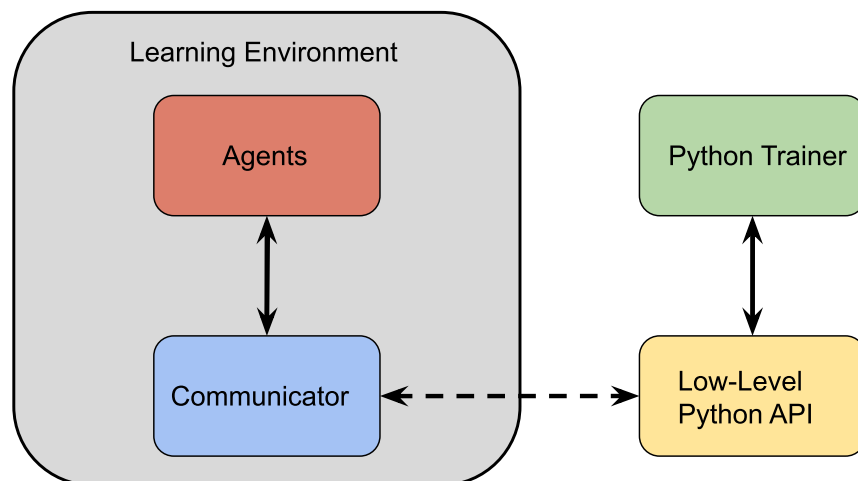 Learning Environment
Agents
Python Trainer
Communicator
Low-Level
Python API